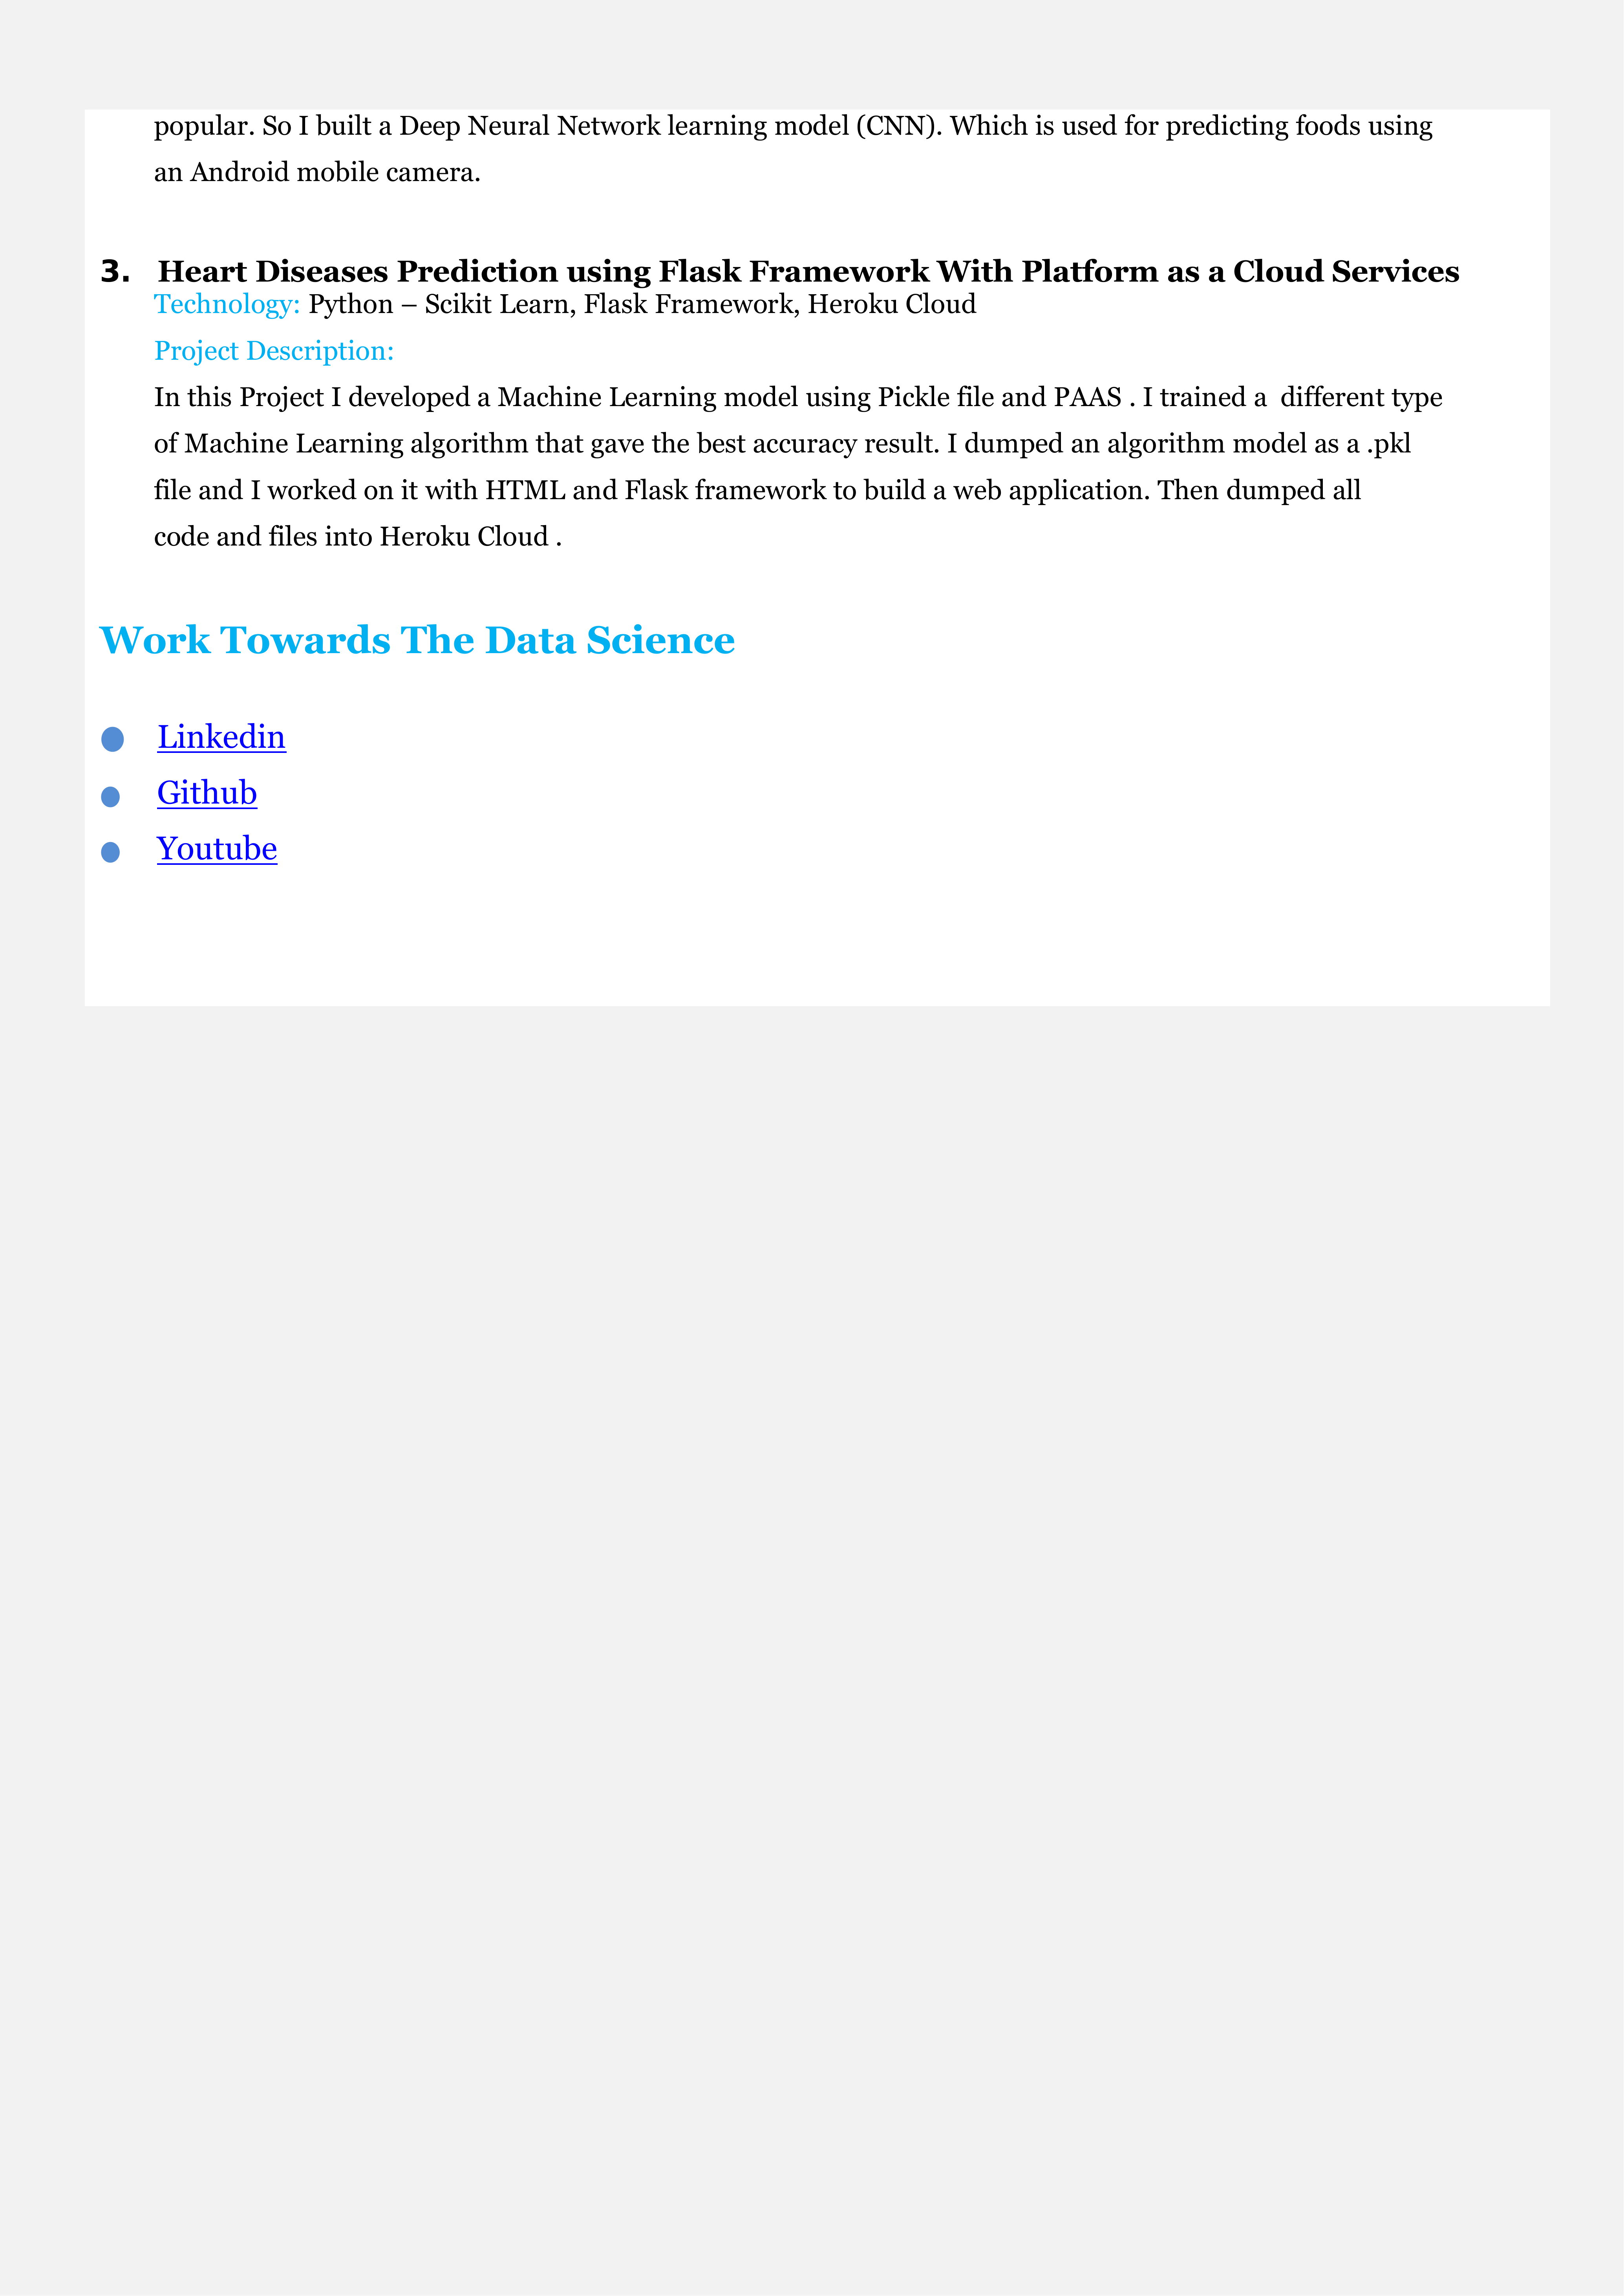 popular. So I built a Deep Neural Network learning model (CNN). Which is used for predicting foods using
an Android mobile camera.
3. Heart Diseases Prediction using Flask Framework With Platform as a Cloud Services
Technology: Python – Scikit Learn, Flask Framework, Heroku Cloud
Project Description:
In this Project I developed a Machine Learning model using Pickle file and PAAS . I trained a  different type
of Machine Learning algorithm that gave the best accuracy result. I dumped an algorithm model as a .pkl
file and I worked on it with HTML and Flask framework to build a web application. Then dumped all
code and files into Heroku Cloud .
Work Towards The Data Science
● Linkedin
● Github
● Youtube